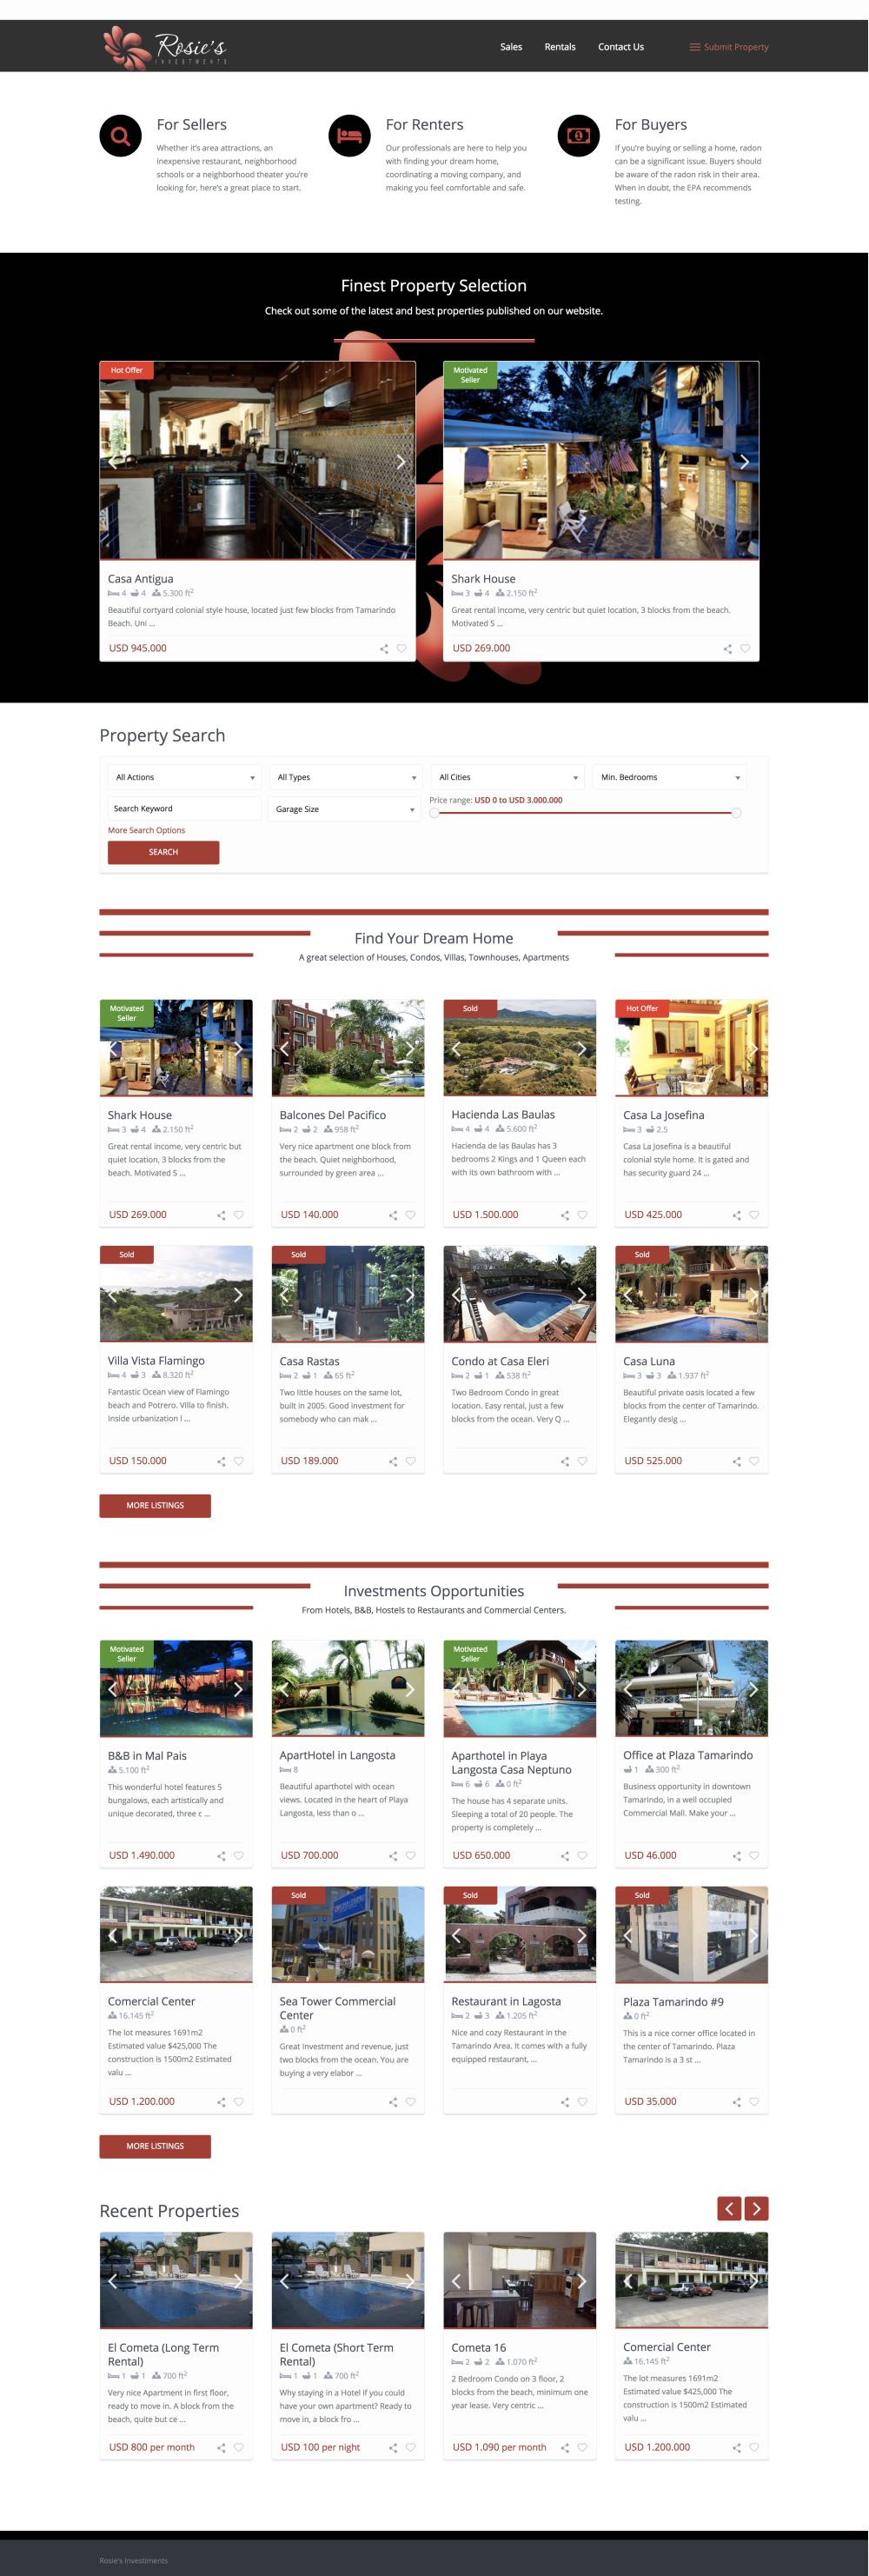 Rosie's
INVESTMENTS
Sales
Rentals
Contact Us
Submit Property
For Sellers
Whether it's area attractions, an
inexpensive restaurant, neighborhood
schools or a neighborhood theater you're
looking for, here's a great place to start.
For Renters
Our professionals are here to help you
with finding your dream home,
coordinating a moving company, and
making you feel comfortable and safe.
For Buyers
If you're buying or selling a home, radon
can be a significant issue. Buyers should
be aware of the radon risk in their area.
When in doubt, the EPA recommends
testing.
Finest Property Selection
Check out some of the latest and best properties published on our website.
Hot Offer
Casa Antigua
4 4 5.300 ft²
Beautiful cortyard colonial style house, located just few blocks from Tamarindo
Beach. Uni ...
USD 945.000
Motivated
Seller
Shark House
3 4 2.150 ft²
Great rental income, very centric but quiet location, 3 blocks from the beach.
Motivated S ...
USD 269.000
Property Search
All Actions
All Types
All Cities
Min. Bedrooms
Search Keyword
Garage Size
Price range: USD 0 to USD 3.000.000
More Search Options
SEARCH
Find Your Dream Home
A great selection of Houses, Condos, Villas, Townhouses, Apartments
Motivated
Seller
Shark House
3 4 2.150 ft²
Great rental income, very centric but
quiet location, 3 blocks from the
beach. Motivated S ...
USD 269.000
Balcones Del Pacifico
2 2 958 ft²
Very nice apartment one block from
the beach. Quiet neighborhood,
surrounded by green area ...
USD 140.000
Sold
Hacienda Las Baulas
4 4 5.600 ft²
Hacienda de las Baulas has 3
bedrooms 2 Kings and 1 Queen each
with its own bathroom with ...
USD 1.500.000
Hot Offer
Casa La Josefina
3 2.5
Casa La Josefina is a beautiful
colonial style home. It is gated and
has security guard 24 ...
USD 425.000
Sold
Villa Vista Flamingo
4 3 8.320 ft²
Fantastic Ocean view of Flamingo
beach and Potrero. Villa to finish.
Inside urbanization I ...
USD 150.000
Sold
Casa Rastas
2 1 65 ft²
Two little houses on the same lot,
built in 2005. Good investment for
somebody who can mak ...
USD 189.000
Condo at Casa Eleri
2 1 538 ft²
Two Bedroom Condo in great
location. Easy rental, just a few
blocks from the ocean. Very Q ...
Sold
Casa Luna
3 3 1.937 ft²
Beautiful private oasis located a few
blocks from the center of Tamarindo.
Elegantly desig ...
USD 525.000
MORE LISTINGS
Investments Opportunities
From Hotels, B&B, Hostels to Restaurants and Commercial Centers.
Motivated
Seller
B&B in Mal Pais
5.100 ft²
This wonderful hotel features 5
bungalows, each artistically and
unique decorated, three c ...
USD 1.490.000
ApartHotel in Langosta
8
Beautiful aparthotel with ocean
views. Located in the heart of Playa
Langosta, less than o ...
USD 700.000
Motivated
Seller
Aparthotel in Playa
Langosta Casa Neptuno
6 6 0 ft²
The house has 4 separate units.
Sleeping a total of 20 people. The
property is completely ...
USD 650.000
Office at Plaza Tamarindo
1 300 ft²
Business opportunity in downtown
Tamarindo, in a well occupied
Commercial Mall. Make your ...
USD 46.000
Comercial Center
16.145 ft²
The lot measures 1691m2
Estimated value $425,000 The
construction is 1500m2 Estimated
valu ...
USD 1.200.000
Sold
Sea Tower Commercial
Center
0 ft²
Great Investment and revenue, just
two blocks from the ocean. You are
buying a very elabor ...
Sold
Restaurant in Lagosta
2 3 1.205 ft²
Nice and cozy Restaurant in the
Tamarindo Area. It comes with a fully
equipped restaurant, ...
Sold
Plaza Tamarindo #9
0 ft²
This is a nice corner office located in
the center of Tamarindo. Plaza
Tamarindo is a 3 st ...
USD 35.000
MORE LISTINGS
Recent Properties
El Cometa (Long Term
Rental)
1 1 700 ft²
Very nice Apartment in first floor,
ready to move in. A block from the
beach, quite but ce ...
USD 800 per month
El Cometa (Short Term
Rental)
1 1 700 ft²
Why staying in a Hotel if you could
have your own apartment? Ready to
move in, a block fro ...
USD 100 per night
Cometa 16
2 2 1.070 ft²
2 Bedroom Condo on 3 floor, 2
blocks from the beach, minimum one
year lease. Very centric ...
USD 1.090 per month
Comercial Center
16.145 ft²
The lot measures 1691m2
Estimated value $425,000 The
construction is 1500m2 Estimated
valu ...
USD 1.200.000
Rosie's Investiments